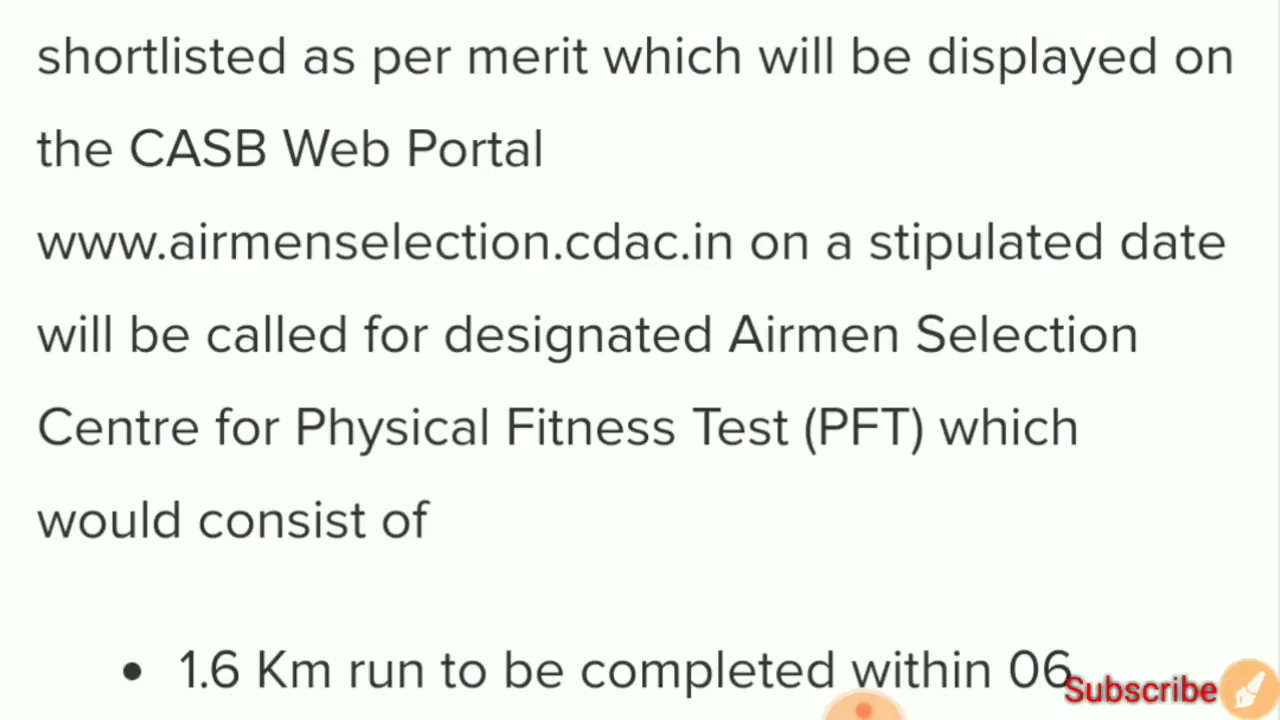 shortlisted as per merit which will be displayed on
the CASB Web Portal
www.airmenselection.cdac.in on a stipulated date
will be called for designated Airmen Selection
Centre for Physical Fitness Test (PFT) which
would consist of
• 1.6 Km run to be completed within 06
Subscribe